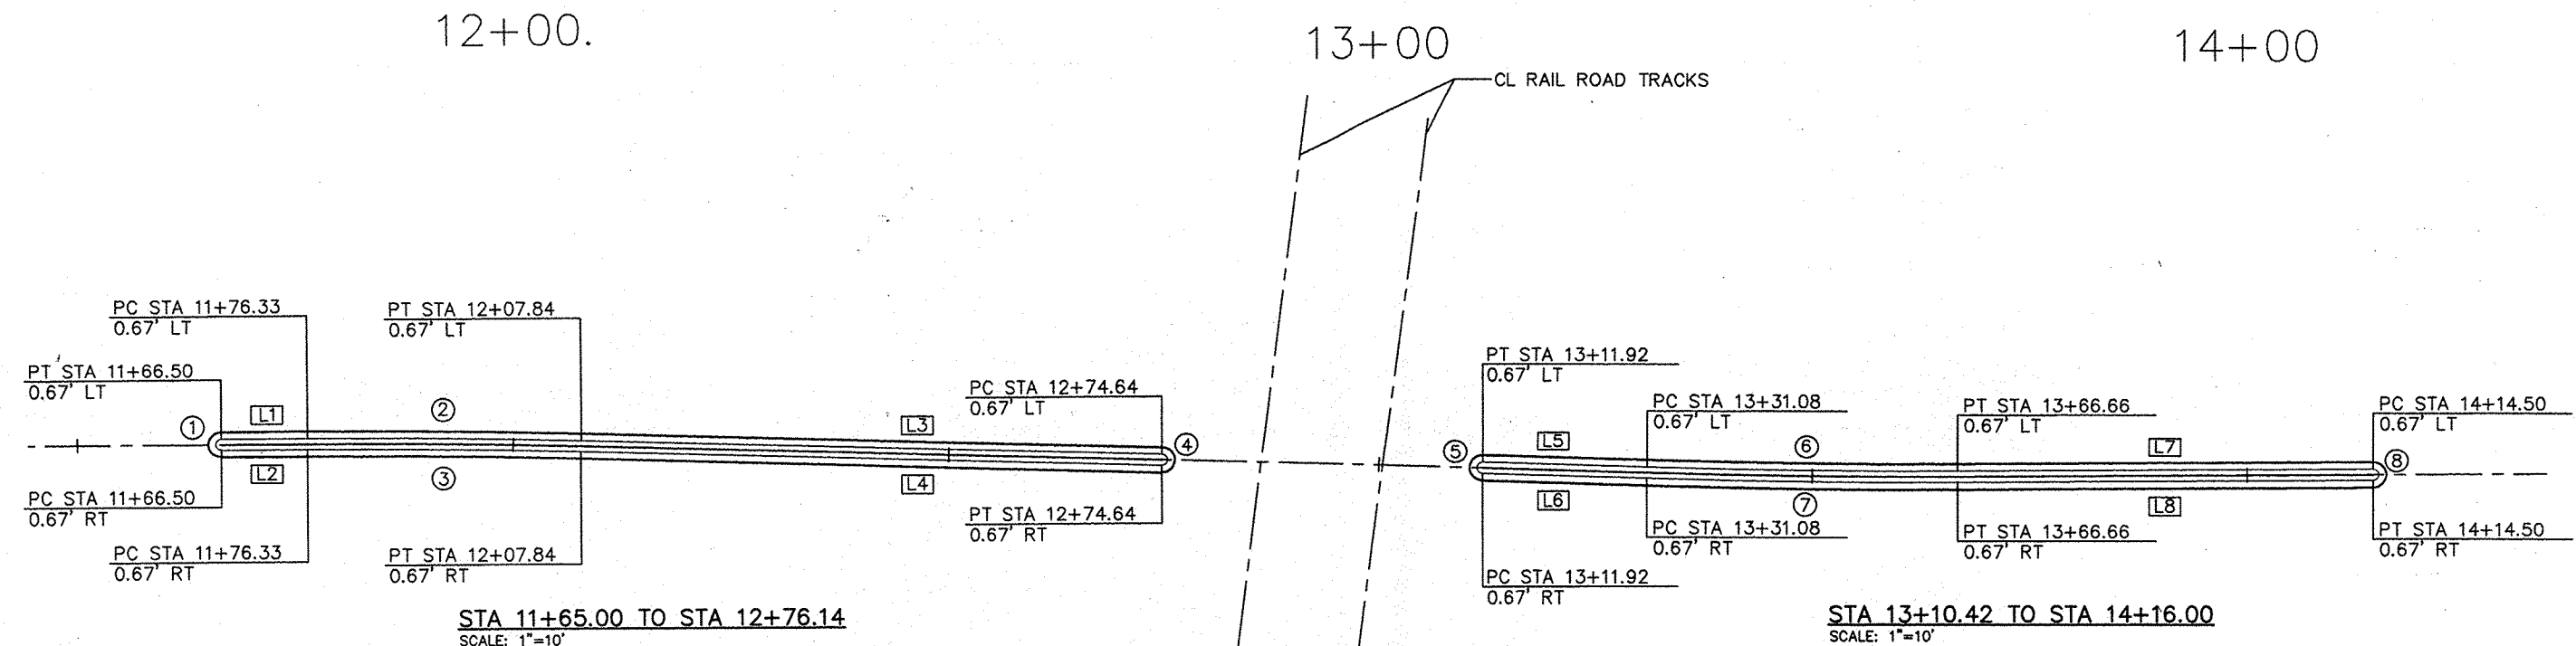 12+00.
13+00
14+00
CL RAIL ROAD TRACKS
PC STA 11+76.33
0.67' LT
PT STA 12+07.84
0.67' LT
PT STA 11+66.50
0.67' LT
PC STA 12+74.64
0.67' LT
PT STA 13+11.92
0.67' LT
PC STA 13+31.08
0.67' LT
PT STA 13+66.66
0.67' LT
PC STA 14+14.50
0.67' LT
1
L1
2
L3
4
5
L5
6
L7
8
L2
3
L4
L6
7
L8
PC STA 11+66.50
0.67' RT
PC STA 11+76.33
0.67' RT
PT STA 12+07.84
0.67' RT
PT STA 12+74.64
0.67' RT
PC STA 13+11.92
0.67' RT
PC STA 13+31.08
0.67' RT
PT STA 13+66.66
0.67' RT
PT STA 14+14.50
0.67' RT
STA 11+65.00 TO STA 12+76.14
SCALE: 1"=10'
STA 13+10.42 TO STA 14+16.00
SCALE: 1"=10'